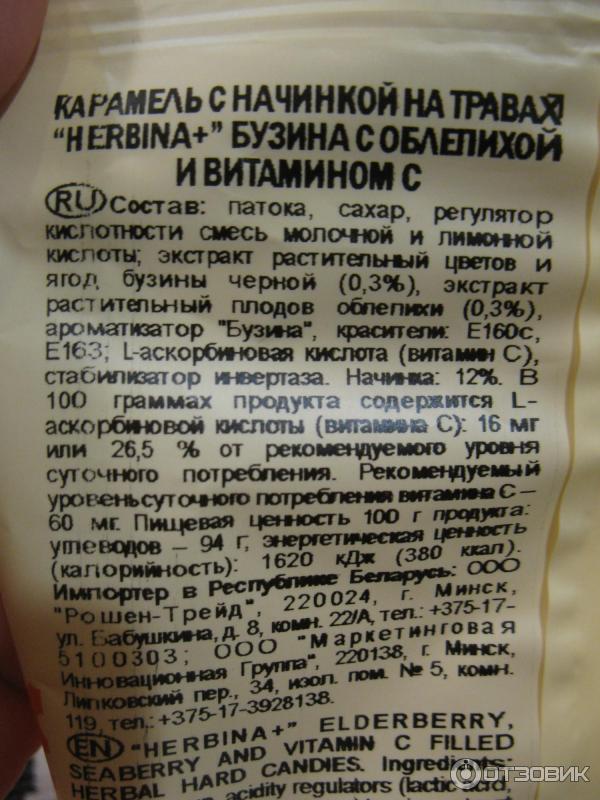 КАРАМЕЛЬ С НАЧИНКОЙ НА ТРАВАХ
"HERBINA+" БУЗИНА С ОБЛЕПИХОЙ
И ВИТАМИНОМ С
RU Состав: патока, сахар, регулятор
кислотности смесь молочной и лимонной
кислоты; экстракт растительный цветов и
ягод бузины черной (0,3%), экстракт
растительный плодов облепихи (0,3%),
ароматизатор "Бузина", красители: Е160с,
Е163; L-аскорбиновая кислота (витамин С),
стабилизатор инвертаза. Начинка: 12%. В
100 граммах продукта содержится L-
аскорбиновой кислоты (витамина С): 16 мг
или 26,5 % от рекомендуемого уровня
суточного потребления. Рекомендуемый
уровень суточного потребления витамина С –
60 мг. Пищевая ценность 100 г продукта:
углеводов – 94 г, энергетическая ценность
(калорийность): 1620 кДж (380 ккал).
Импортер в Республике Беларусь: ООО
"Рошен-Трейд", 220024, г. Минск,
ул. Бабушкина, д. 8, комн. 22/А, тел.: +375-17-
5100303; ООО "Маркетинговая
Инновационная Группа", 220138, г. Минск,
Липковский пер., 34, изол. пом. № 5, комн.
119, тел.: +375-17-3928138.
EN "HERBINA+" ELDERBERRY,
SEABERRY AND VITAMIN C FILLED
HERBAL HARD CANDIES. Ingredients:
acidity regulators (lactic acid,
ОТЗОВИК